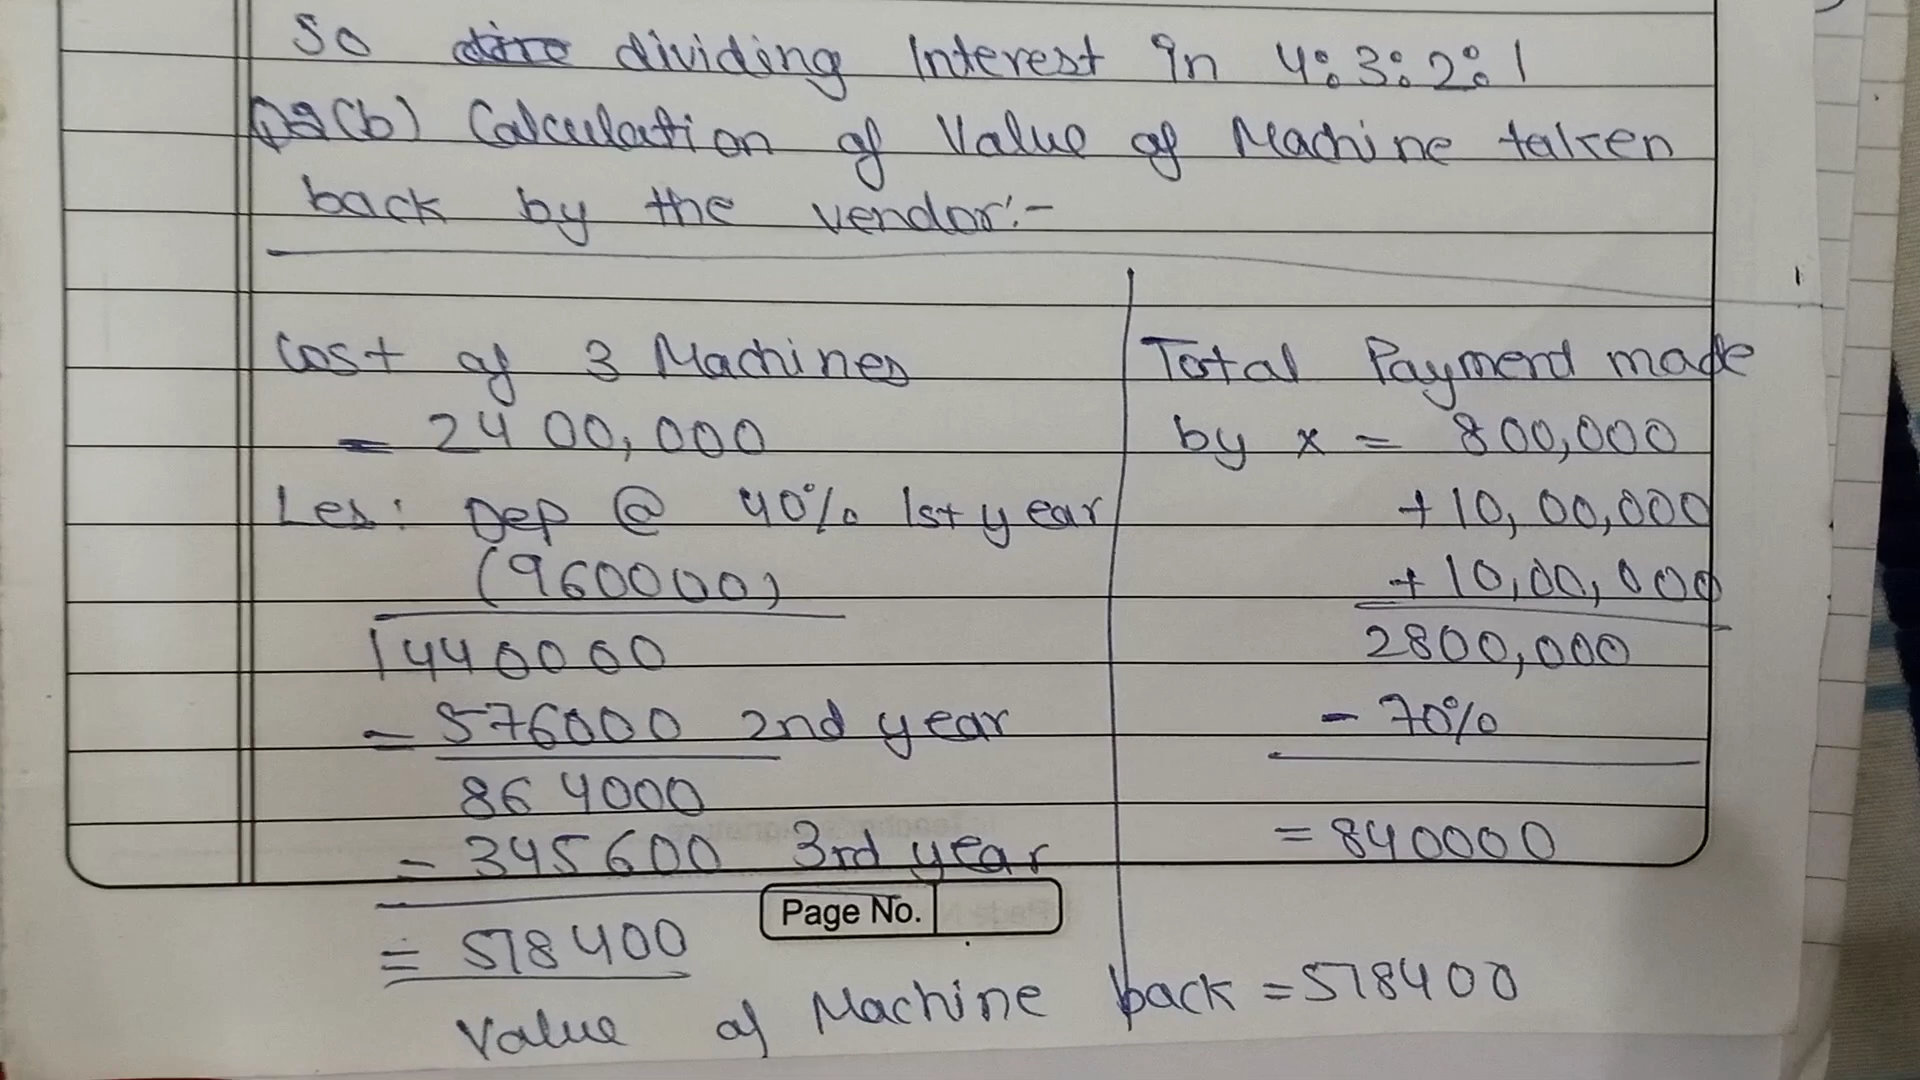 So dividing Interest in 4:3:2:1
Q2(b) Calculation of Value of Machine taken
back by the vendor:-
Cost of 3 Machines
= 2400,000
Les: Dep @ 40% 1st year
(960000)
1440000
- 576000 2nd year
864000
- 345600 3rd year
= 518400
Total Payment made
by x = 800,000
+10,00,000
+10,00,000
2800,000
- 70%
= 840000
Page No.
Value of Machine back = 518400